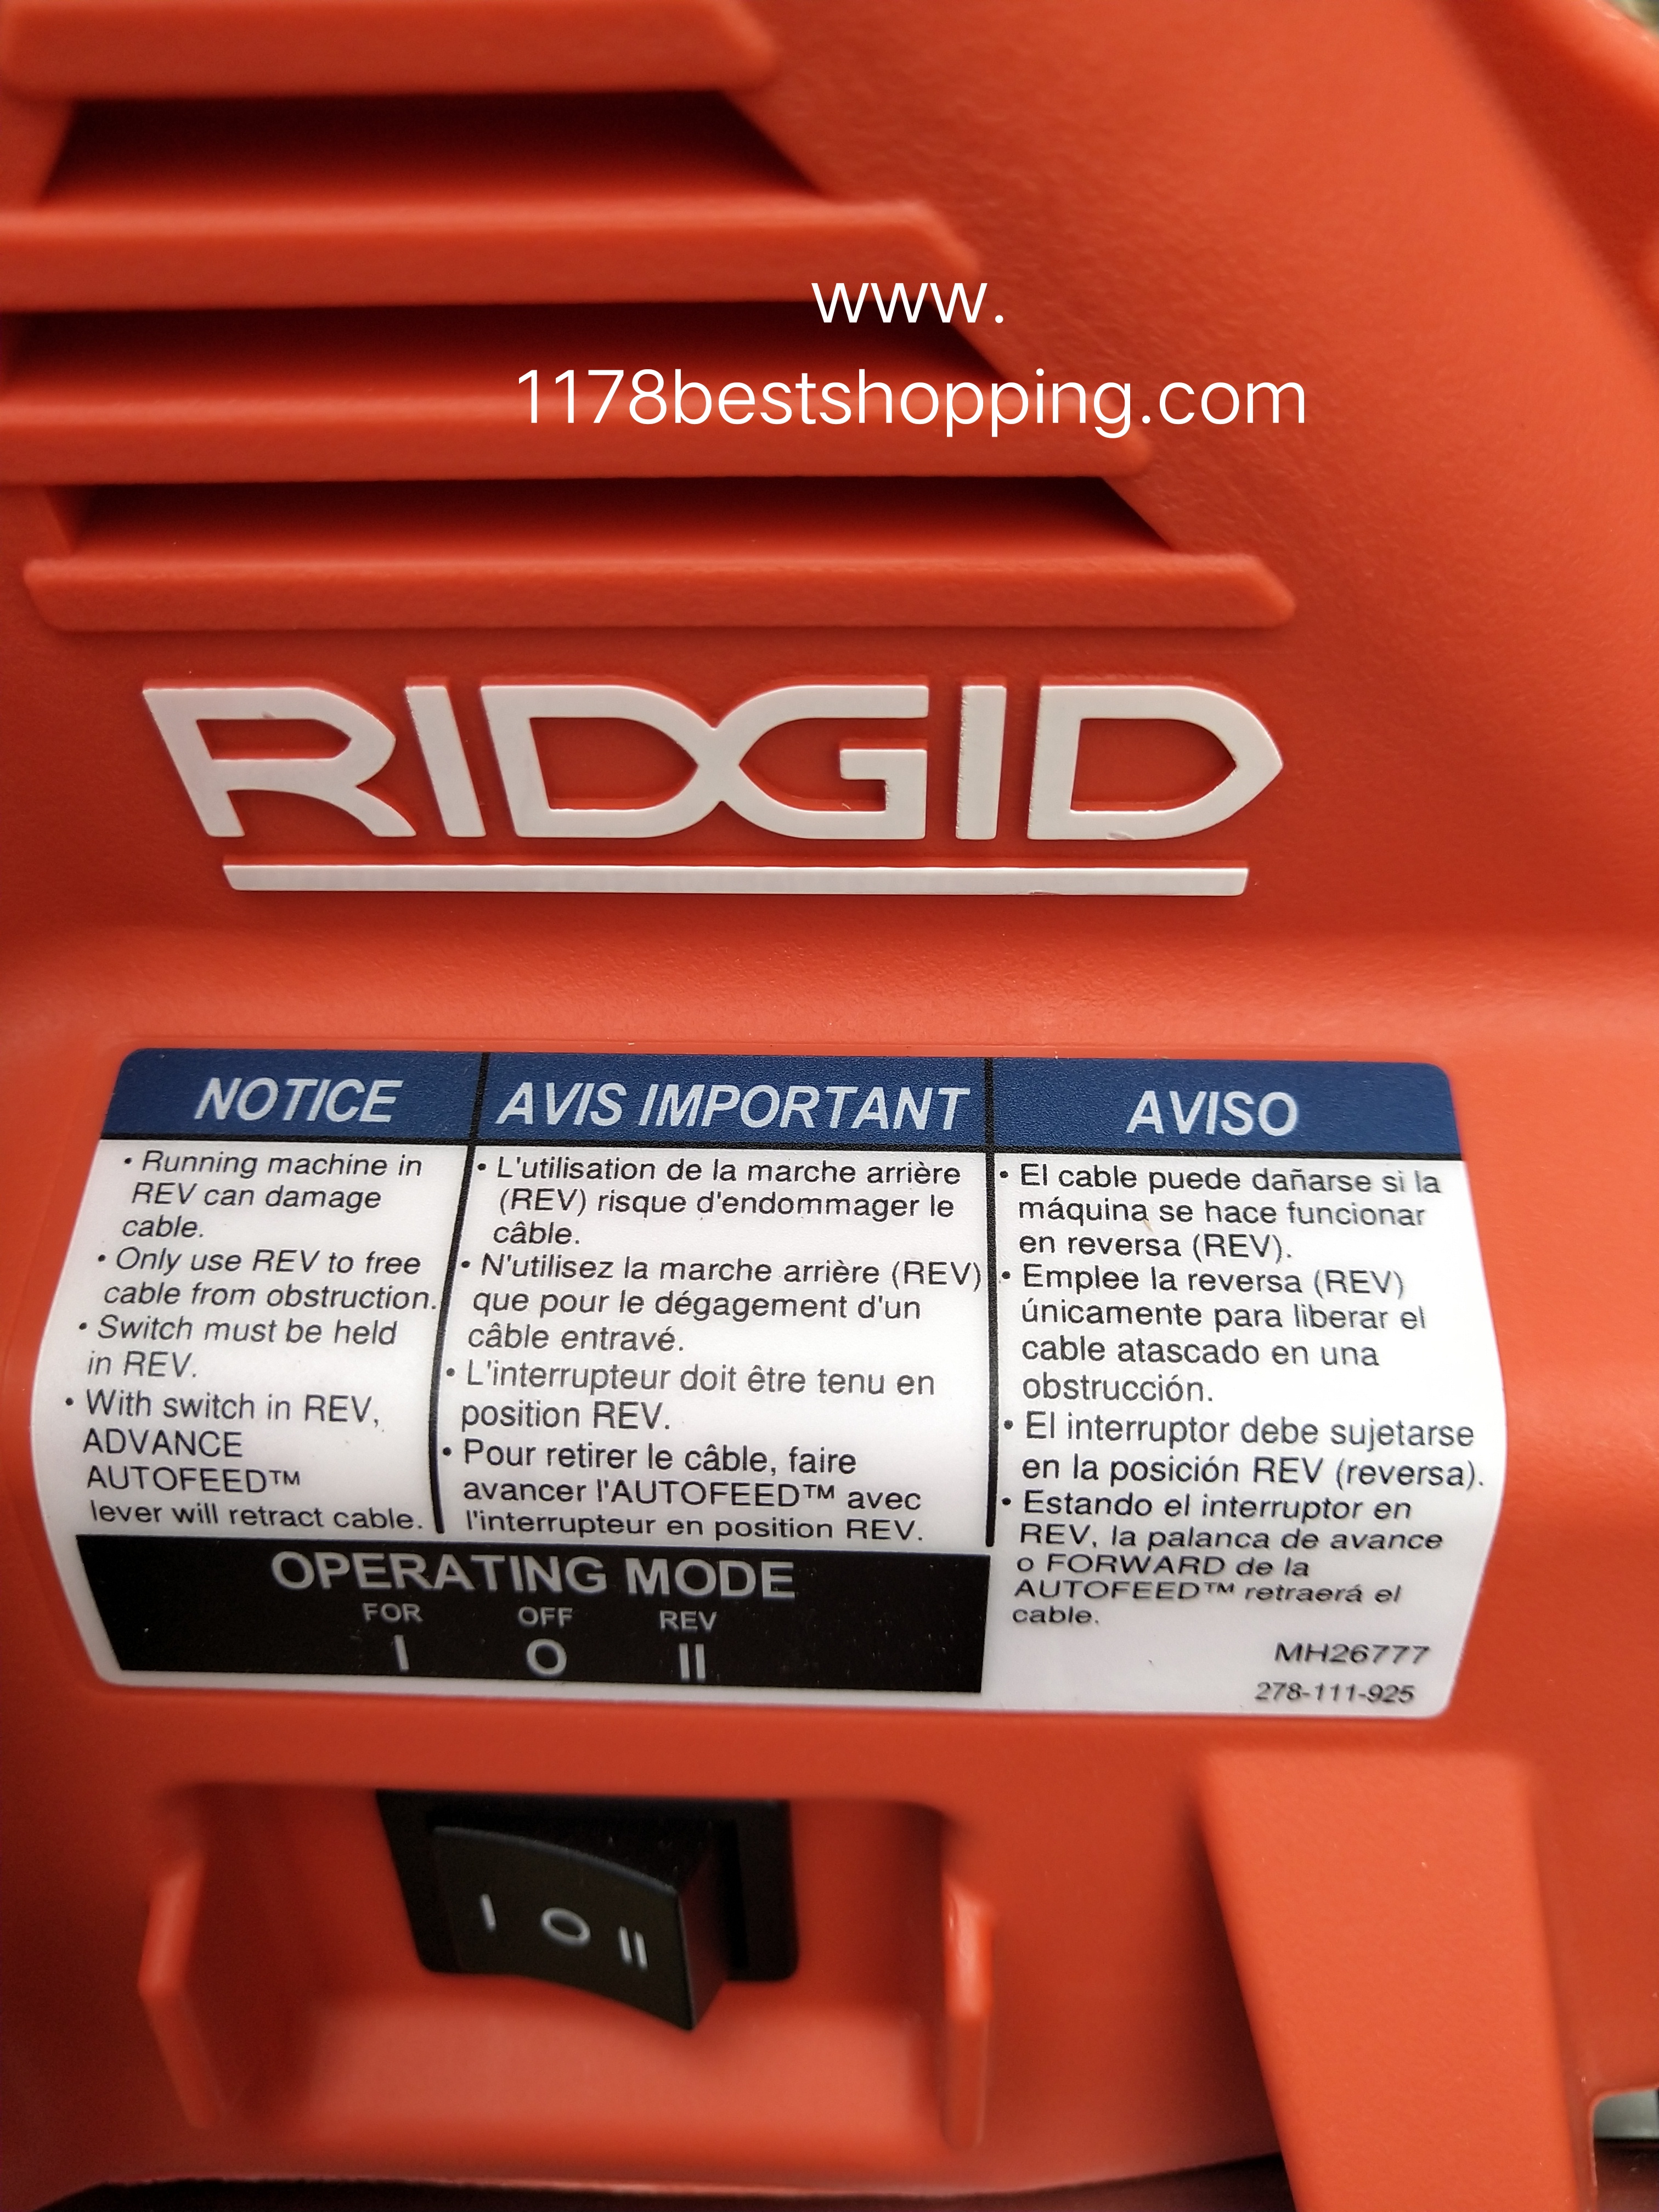 www.
1178bestshopping.com
RIDGID
NOTICE
• Running machine in
REV can damage
cable.
• Only use REV to free
cable from obstruction.
• Switch must be held
in REV.
• With switch in REV,
ADVANCE
AUTOFEED™
lever will retract cable.
AVIS IMPORTANT
• L'utilisation de la marche arrière
(REV) risque d'endommager le
câble.
• N'utilisez la marche arrière (REV)
que pour le dégagement d'un
câble entravé.
• L'interrupteur doit être tenu en
position REV.
• Pour retirer le câble, faire
avancer l'AUTOFEED™ avec
l'interrupteur en position REV.
AVISO
• El cable puede dañarse si la
máquina se hace funcionar
en reversa (REV).
• Emplee la reversa (REV)
únicamente para liberar el
cable atascado en una
obstrucción.
• El interruptor debe sujetarse
en la posición REV (reversa).
• Estando el interruptor en
REV, la palanca de avance
o FORWARD de la
AUTOFEED™ retraerá el
cable.
MH26777
278-111-925
OPERATING MODE
FOR OFF REV
I O II
I O II